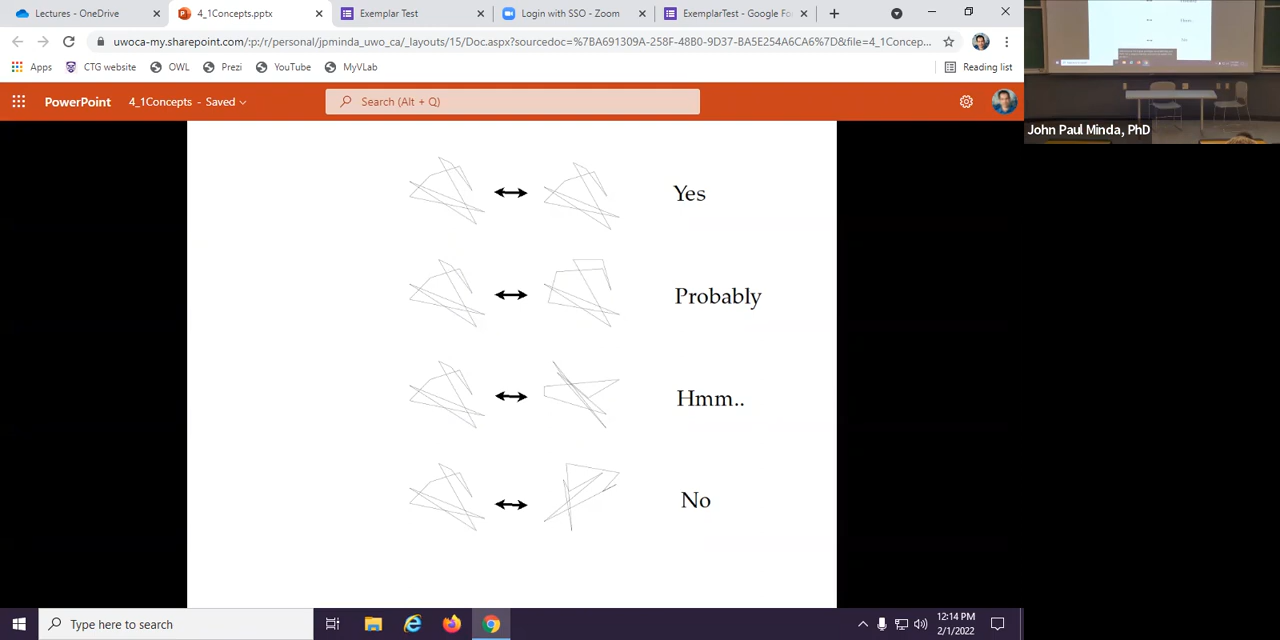 Lectures - OneDrive
4_1Concepts.pptx
Exemplar Test
Login with SSO - Zoom
ExemplarTest - Google Fo
uwoca-my.sharepoint.com/:p:/r/personal/jpminda_uwo_ca/_layouts/15/Doc.aspx?sourcedoc=%7BA691309A-258F-48B0-9D37-BA5E254A6CA6%7D&file=4_1Concep...
Apps CTG website OWL Prezi YouTube MyVLab Reading list
PowerPoint 4_1Concepts - Saved Search (Alt + Q)
John Paul Minda, PhD
Yes
Probably
Hmm..
No
Type here to search
12:14 PM
2/1/2022